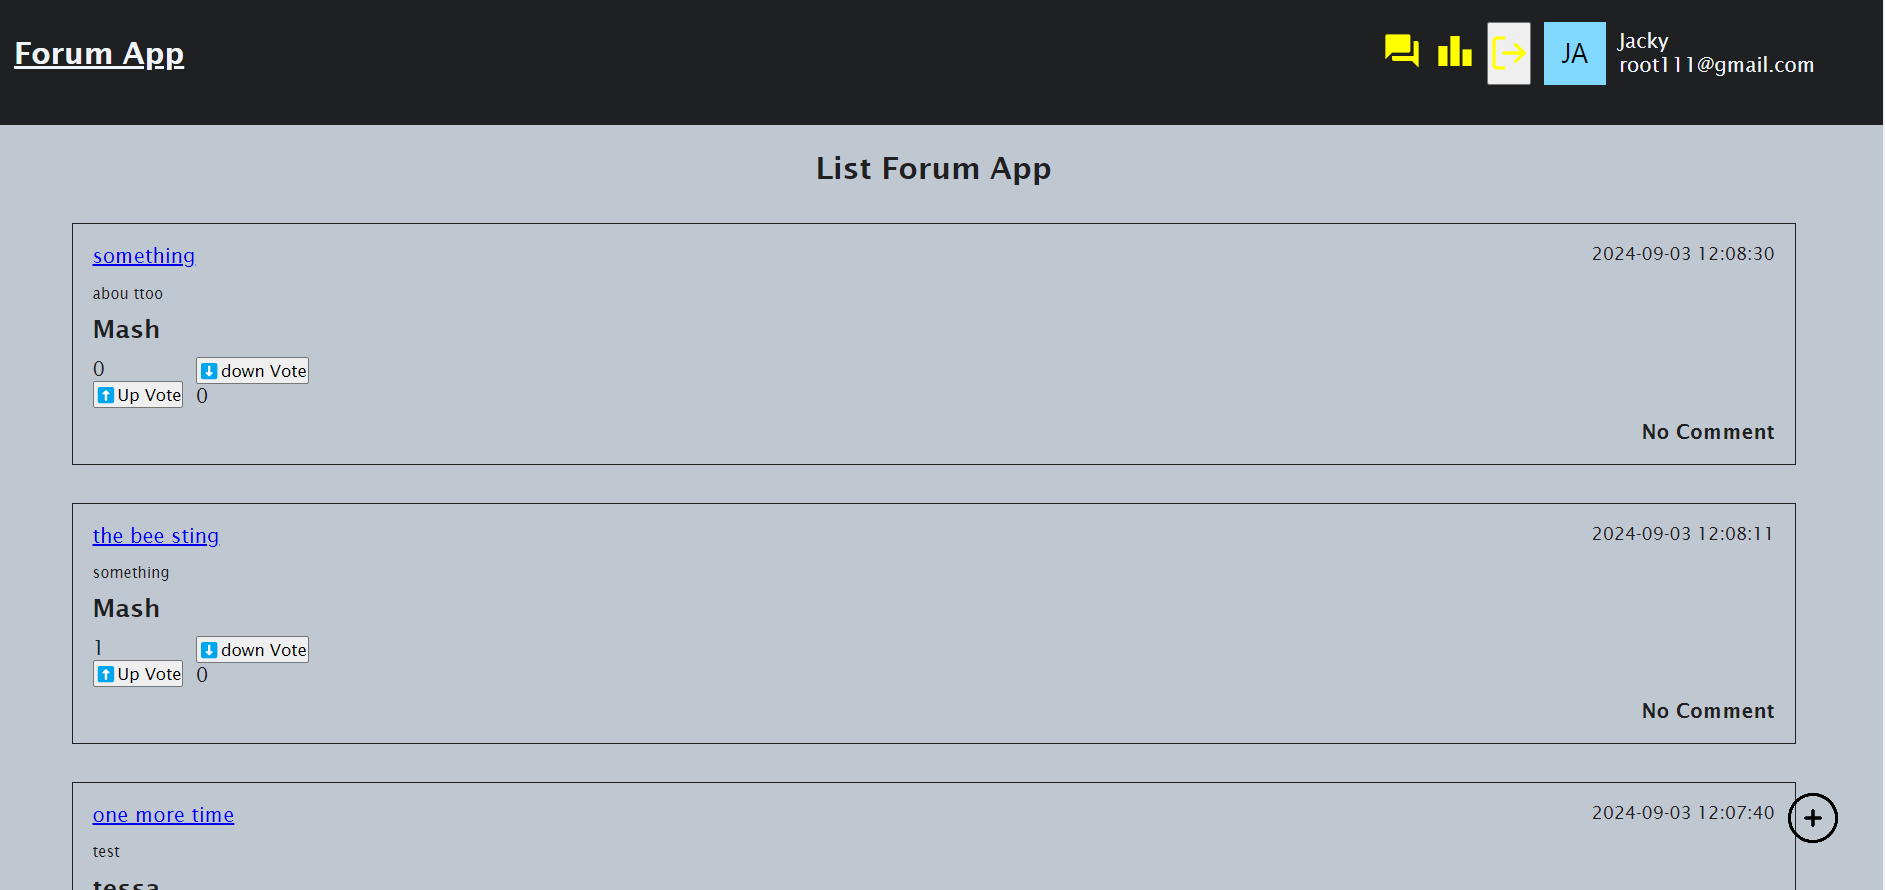 Forum App
JA
Jacky
root111@gmail.com
List Forum App
something
2024-09-03 12:08:30
abou ttoo
Mash
0
down Vote
Up Vote
0
No Comment
the bee sting
2024-09-03 12:08:11
something
Mash
1
down Vote
Up Vote
0
No Comment
one more time
2024-09-03 12:07:40
test
tessa